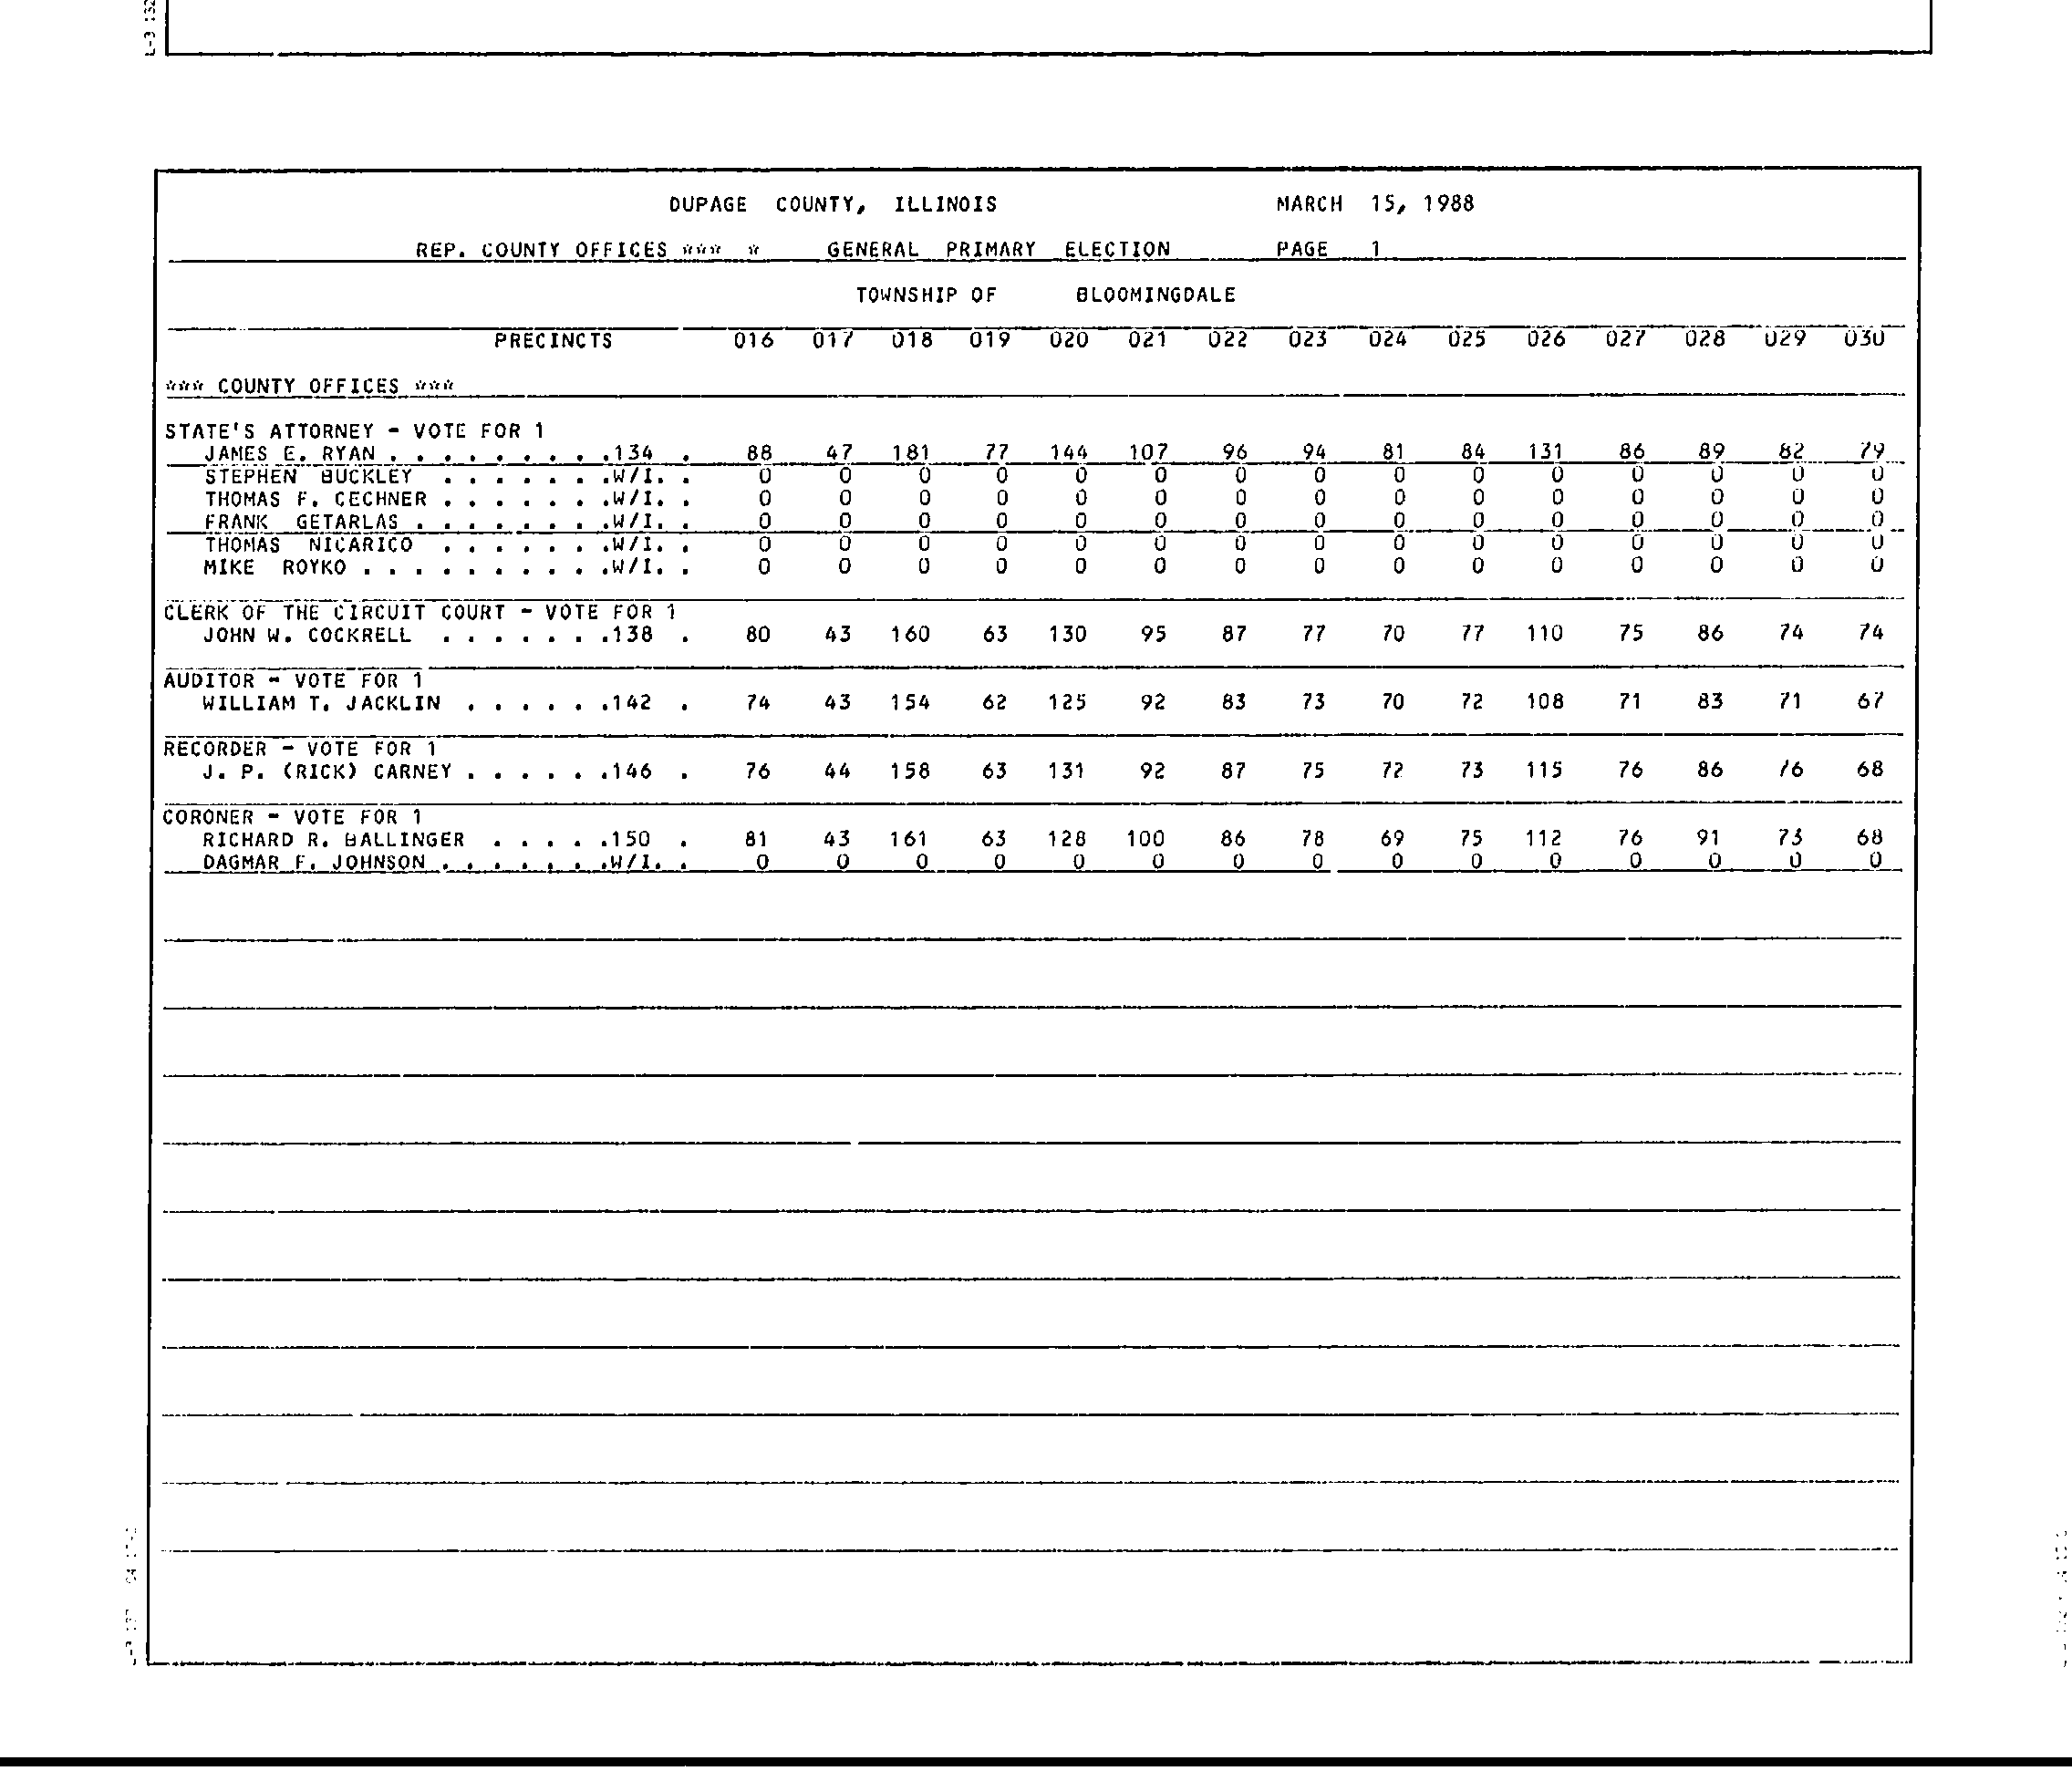 DUPAGE COUNTY, ILLINOIS MARCH 15, 1988
REP. COUNTY OFFICES *** * GENERAL PRIMARY ELECTION PAGE 1
TOWNSHIP OF BLOOMINGDALE
PRECINCTS 016 017 018 019 020 021 022 023 024 025 026 027 028 029 030
*** COUNTY OFFICES ***
STATE'S ATTORNEY - VOTE FOR 1
JAMES E. RYAN . . . . . . . . .134 . 88 47 181 77 144 107 96 94 81 84 131 86 89 82 79
STEPHEN BUCKLEY . . . . . . .W/I. . 0 0 0 0 0 0 0 0 0 0 0 0 0 0 0
THOMAS F. CECHNER . . . . . . .W/I. . 0 0 0 0 0 0 0 0 0 0 0 0 0 0 0
FRANK GETARLAS . . . . . . . .W/I. . 0 0 0 0 0 0 0 0 0 0 0 0 0 0 0
THOMAS NICARICO . . . . . . .W/I. . 0 0 0 0 0 0 0 0 0 0 0 0 0 0 0
MIKE ROYKO . . . . . . . . . .W/I. . 0 0 0 0 0 0 0 0 0 0 0 0 0 0 0
CLERK OF THE CIRCUIT COURT - VOTE FOR 1
JOHN W. COCKRELL . . . . . . .138 . 80 43 160 63 130 95 87 77 70 77 110 75 86 74 74
AUDITOR - VOTE FOR 1
WILLIAM T. JACKLIN . . . . . .142 . 74 43 154 62 125 92 83 73 70 72 108 71 83 71 67
RECORDER - VOTE FOR 1
J. P. (RICK) CARNEY . . . . . .146 . 76 44 158 63 131 92 87 75 72 73 115 76 86 76 68
CORONER - VOTE FOR 1
RICHARD R. BALLINGER . . . . .150 . 81 43 161 63 128 100 86 78 69 75 112 76 91 73 68
DAGMAR F. JOHNSON . . . . . . .W/I. . 0 0 0 0 0 0 0 0 0 0 0 0 0 0 0